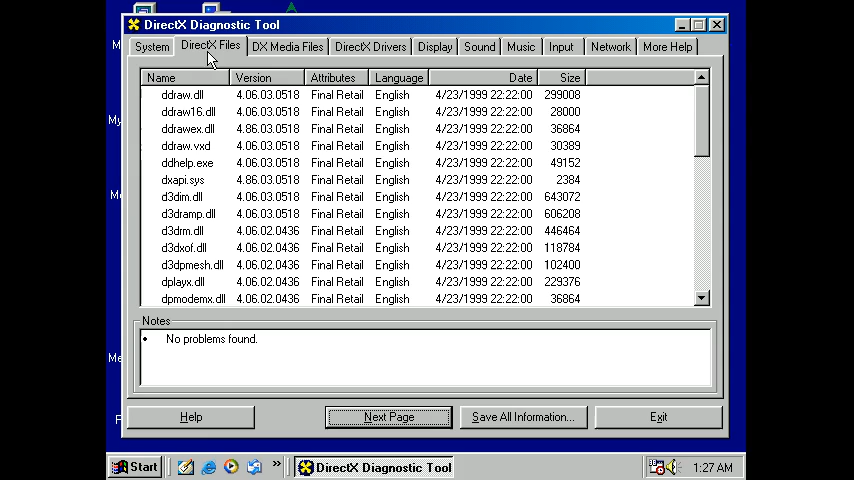 DirectX Diagnostic Tool
System DirectX Files DX Media Files DirectX Drivers Display Sound Music Input Network More Help
Name Version Attributes Language Date Size
ddraw.dll 4.06.03.0518 Final Retail English 4/23/1999 22:22:00 299008
ddraw16.dll 4.06.03.0518 Final Retail English 4/23/1999 22:22:00 28000
ddrawex.dll 4.86.03.0518 Final Retail English 4/23/1999 22:22:00 36864
ddraw.vxd 4.06.03.0518 Final Retail English 4/23/1999 22:22:00 30389
ddhelp.exe 4.06.03.0518 Final Retail English 4/23/1999 22:22:00 49152
dxapi.sys 4.86.03.0518 Final Retail English 4/23/1999 22:22:00 2384
d3dim.dll 4.06.03.0518 Final Retail English 4/23/1999 22:22:00 643072
d3dramp.dll 4.06.03.0518 Final Retail English 4/23/1999 22:22:00 606208
d3drm.dll 4.06.02.0436 Final Retail English 4/23/1999 22:22:00 446464
d3dxof.dll 4.06.02.0436 Final Retail English 4/23/1999 22:22:00 118784
d3dpmesh.dll 4.06.02.0436 Final Retail English 4/23/1999 22:22:00 102400
dplayx.dll 4.06.02.0436 Final Retail English 4/23/1999 22:22:00 229376
dpmodemx.dll 4.06.02.0436 Final Retail English 4/23/1999 22:22:00 36864
Notes
• No problems found.
Help Next Page Save All Information... Exit
Start » DirectX Diagnostic Tool 1:27 AM